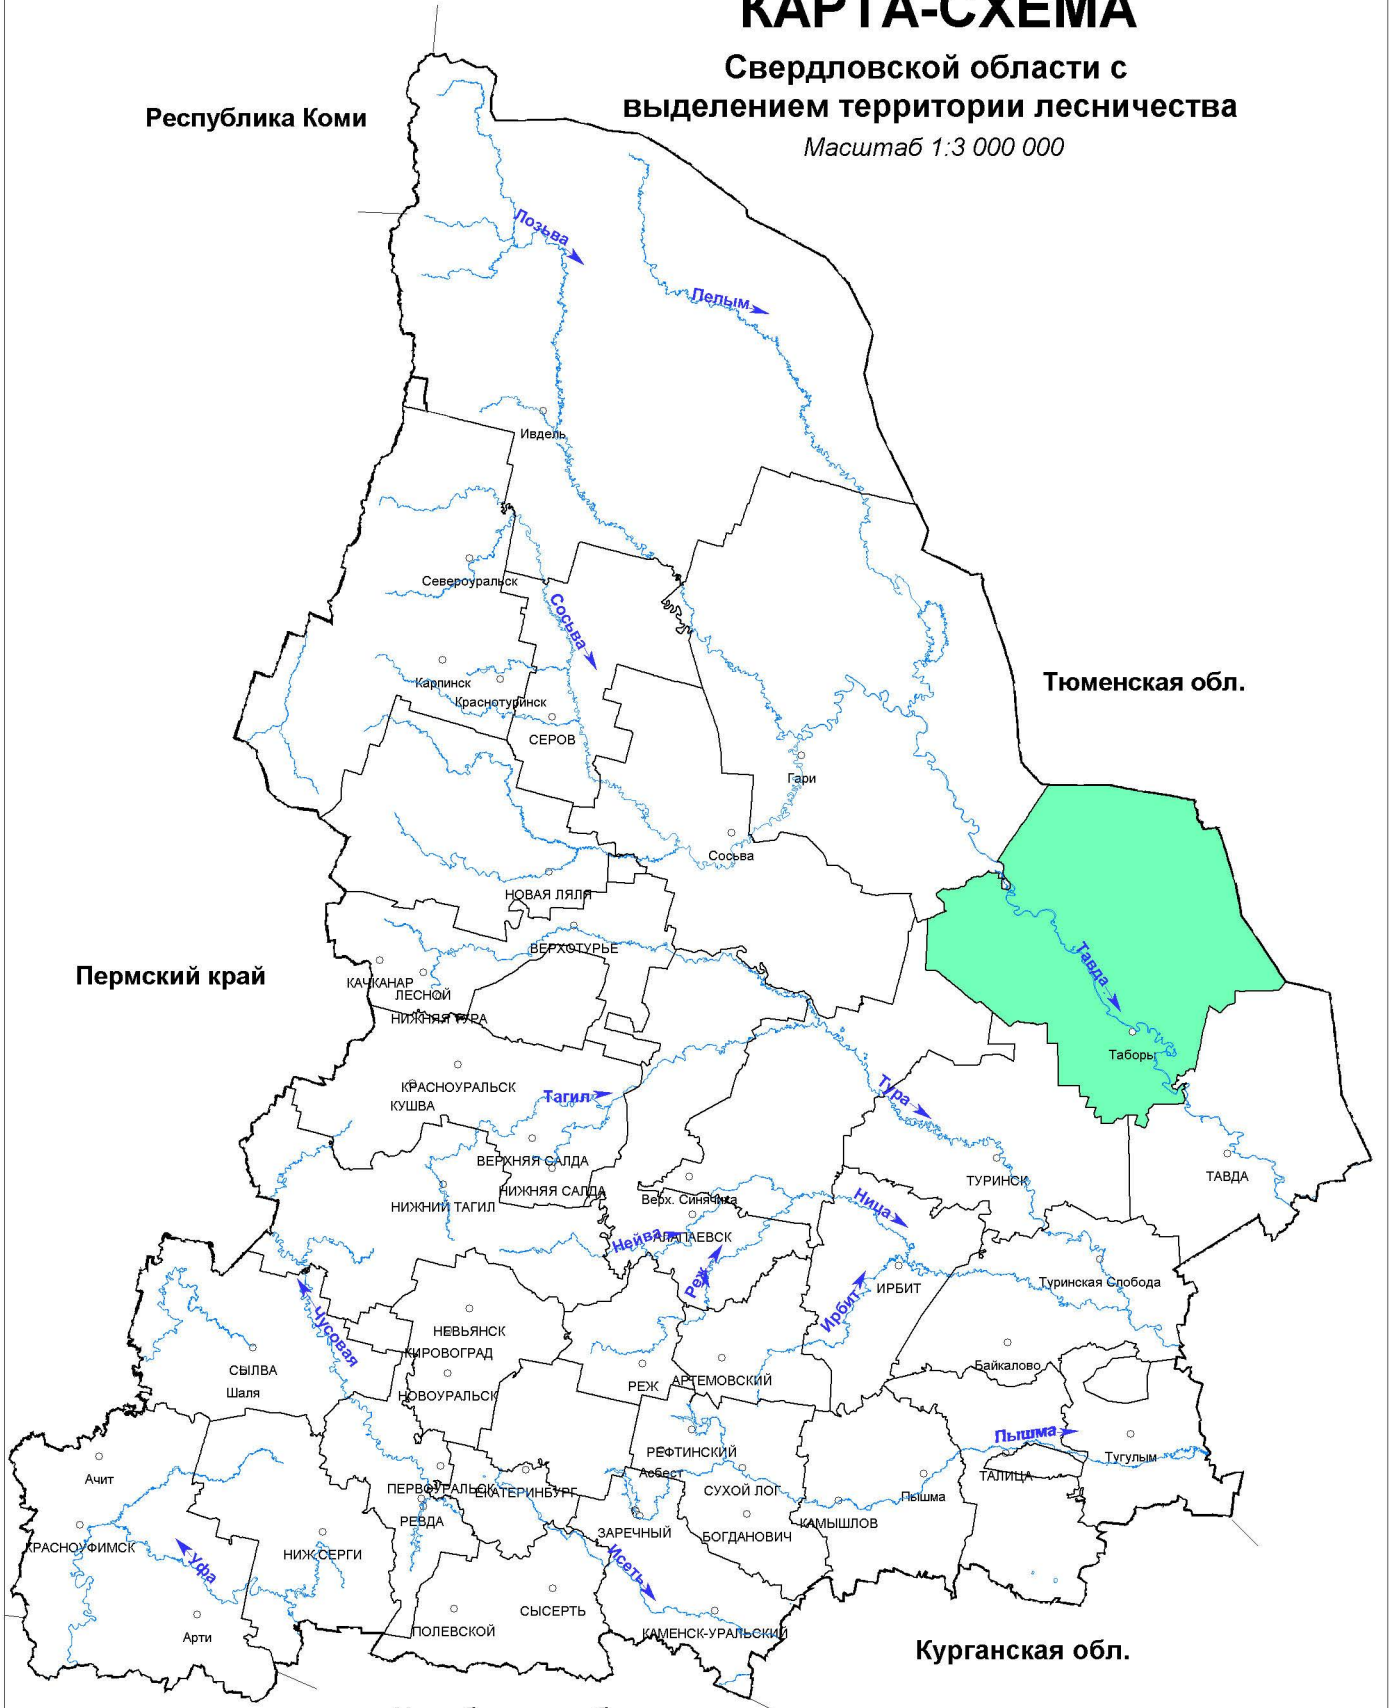 КАРТА-СХЕМА
Свердловской области с
выделением территории лесничества
Масштаб 1:3 000 000
Республика Коми
Лозьва
Пелым
Ивдель
Североуральск
Сосьва
Карпинск
Краснотуринск
СЕРОВ
Тюменская обл.
Гари
Сосьва
НОВАЯ ЛЯЛЯ
ВЕРХОТУРЬЕ
Тавда
Пермский край
КАЧКАНАР
ЛЕСНОЙ
НИЖНЯЯ ТУРА
Таборы
КРАСНОУРАЛЬСК
Тагил
Тура
КУШВА
ВЕРХНЯЯ САЛДА
ТУРИНСК
ТАВДА
НИЖНЯЯ САЛДА
Верх. Синячиха
НИЖНИЙ ТАГИЛ
Ница
Нейва
АЛАПАЕВСК
Реж
Туринская Слобода
ИРБИТ
Ирбит
Чусовая
НЕВЬЯНСК
КИРОВОГРАД
Байкалово
СЫЛВА
РЕЖ
АРТЕМОВСКИЙ
Шаля
НОВОУРАЛЬСК
Пышма
РЕФТИНСКИЙ
Тугулым
Асбест
ТАЛИЦА
Ачит
ПЕРВОУРАЛЬСК
ЕКАТЕРИНБУРГ
СУХОЙ ЛОГ
Пышма
РЕВДА
ЗАРЕЧНЫЙ
БОГДАНОВИЧ
КАМЫШЛОВ
КРАСНОУФИМСК
НИЖ.СЕРГИ
Уфа
Исеть
СЫСЕРТЬ
Арти
ПОЛЕВСКОЙ
КАМЕНСК-УРАЛЬСКИЙ
Курганская обл.